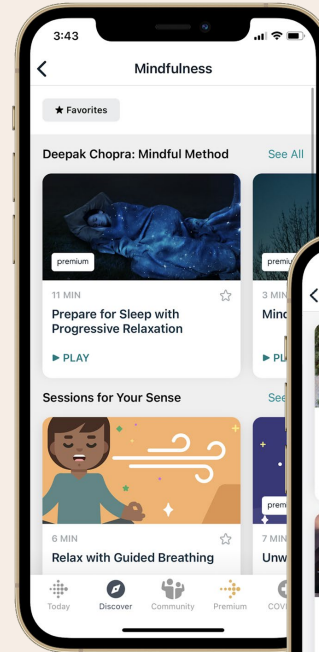 3:43
Mindfulness
★ Favorites
Deepak Chopra: Mindful Method
See All
premium
11 MIN
3 MIN
Prepare for Sleep with
Progressive Relaxation
► PLAY
Sessions for Your Sense
See
6 MIN
7 MIN
Relax with Guided Breathing
Today
Discover
Community
Premium